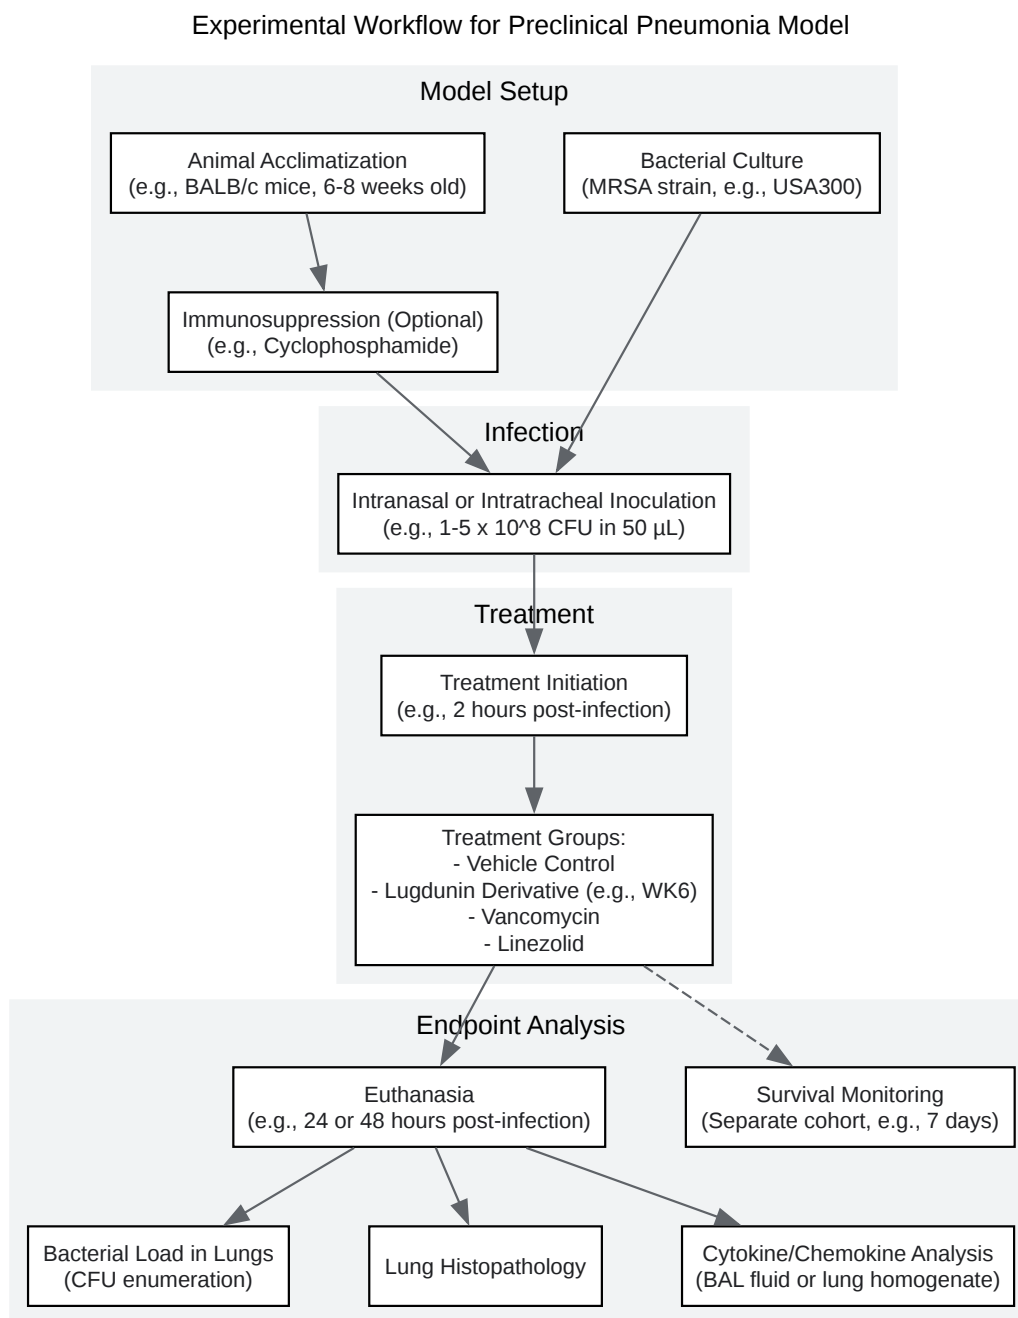 Experimental Workflow for Preclinical Pneumonia Model
Model Setup
Animal Acclimatization
(e.g., BALB/c mice, 6-8 weeks old)
Bacterial Culture
(MRSA strain, e.g., USA300)
Immunosuppression (Optional)
(e.g., Cyclophosphamide)
Infection
Intranasal or Intratracheal Inoculation
(e.g., 1-5 x 10^8 CFU in 50 µL)
Treatment
Treatment Initiation
(e.g., 2 hours post-infection)
Treatment Groups:
- Vehicle Control
- Lugdunin Derivative (e.g., WK6)
- Vancomycin
- Linezolid
Endpoint Analysis
Euthanasia
(e.g., 24 or 48 hours post-infection)
Survival Monitoring
(Separate cohort, e.g., 7 days)
Bacterial Load in Lungs
(CFU enumeration)
Lung Histopathology
Cytokine/Chemokine Analysis
(BAL fluid or lung homogenate)